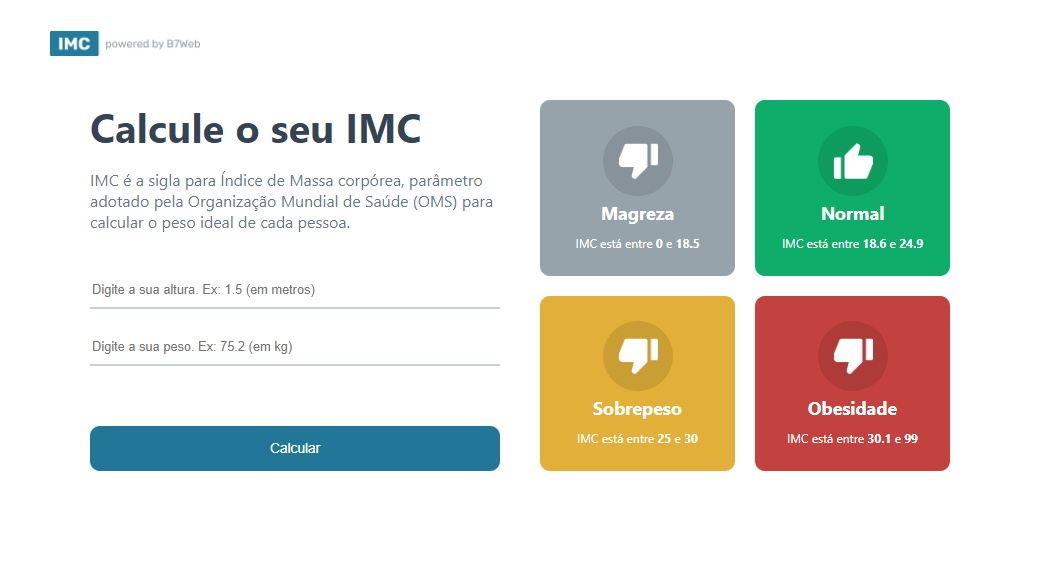 IMC powered by B7Web
Calcule o seu IMC
IMC é a sigla para Índice de Massa corpórea, parâmetro
adotado pela Organização Mundial de Saúde (OMS) para
calcular o peso ideal de cada pessoa.
Digite a sua altura. Ex: 1.5 (em metros)
Digite a sua peso. Ex: 75.2 (em kg)
Calcular
Magreza
IMC está entre 0 e 18.5
Normal
IMC está entre 18.6 e 24.9
Sobrepeso
IMC está entre 25 e 30
Obesidade
IMC está entre 30.1 e 99